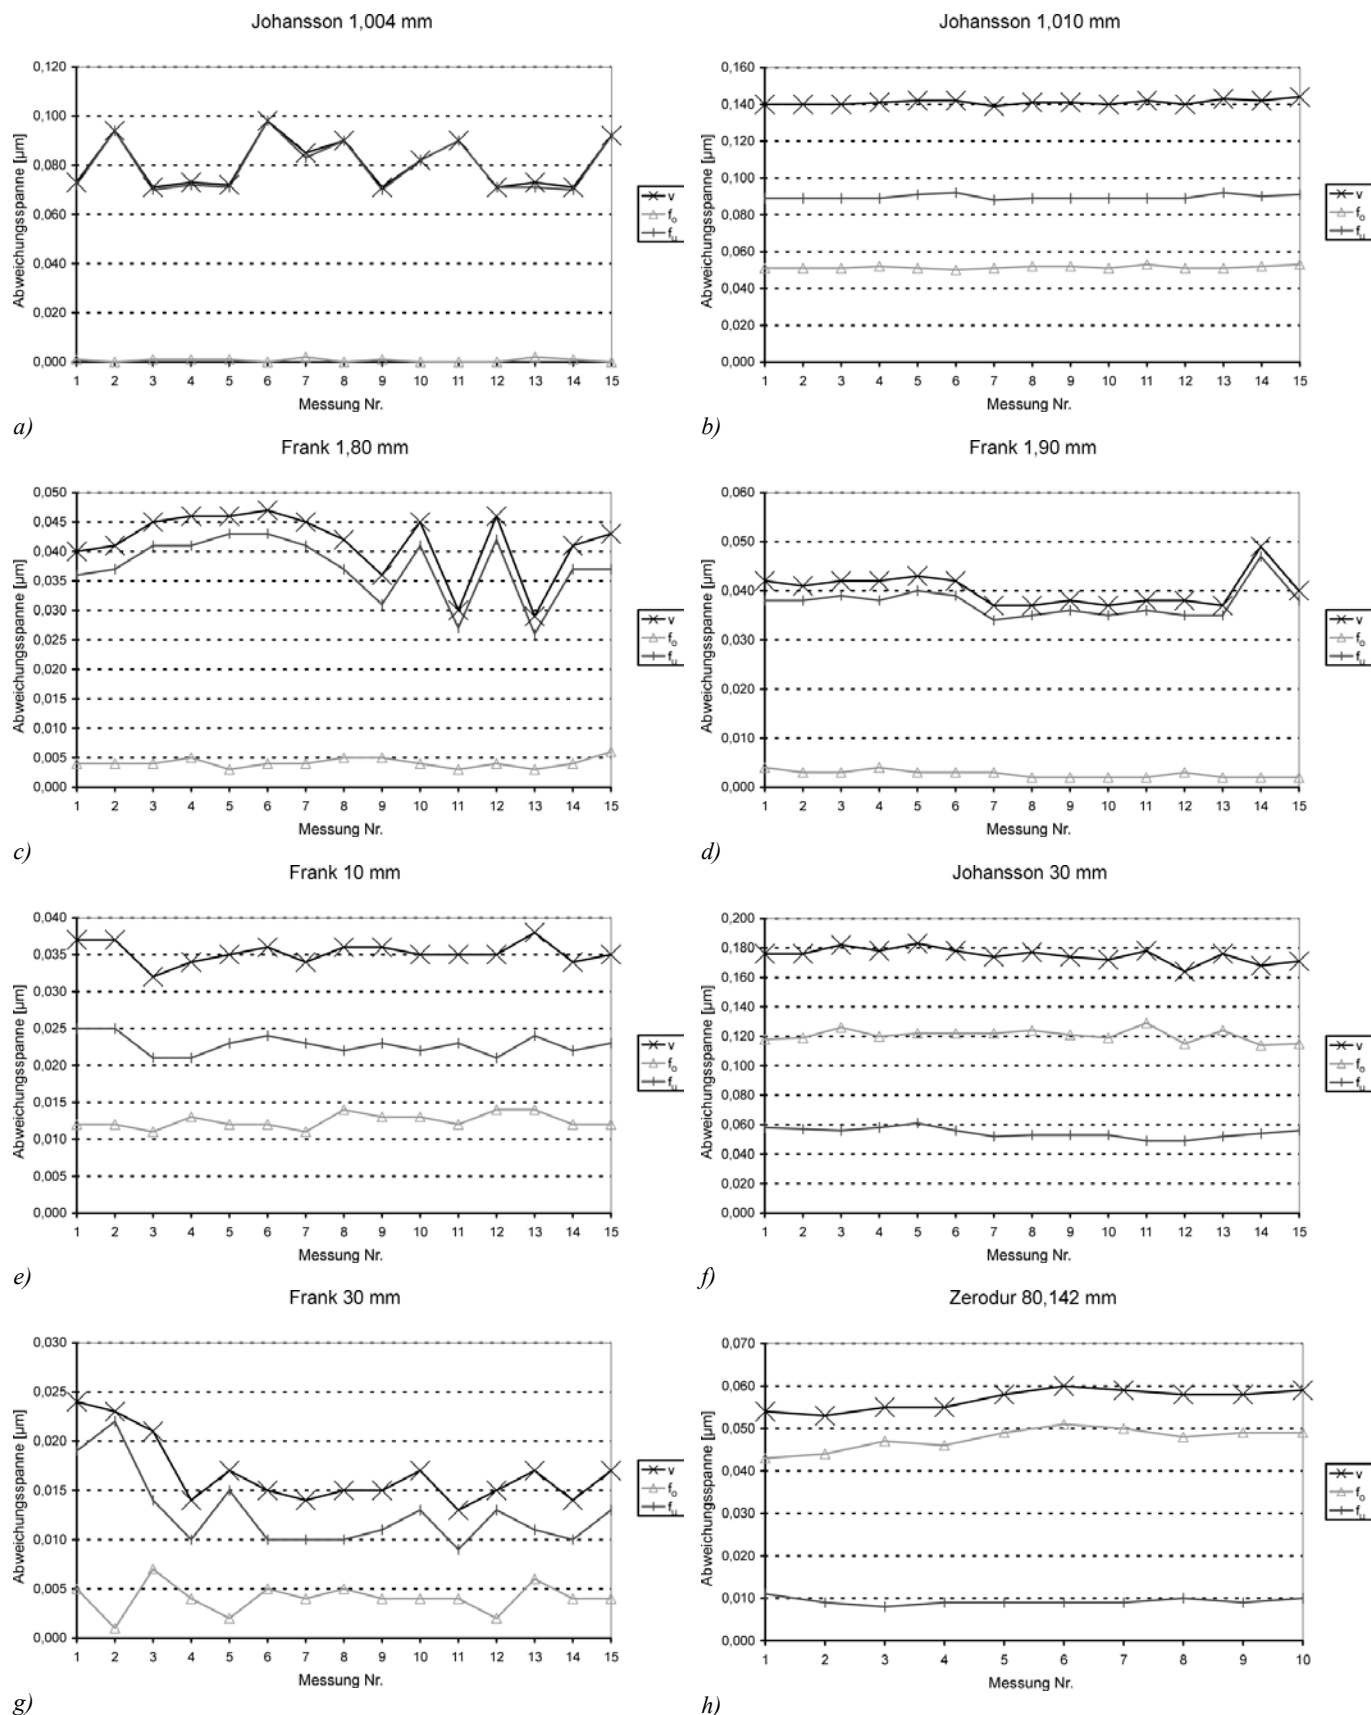 Johansson 1,004 mm
0,120
0,100
0,080
0,060
0,040
0,020
0,000
Abweichungsspanne [µm]
1 2 3 4 5 6 7 8 9 10 11 12 13 14 15
Messung Nr.
v
fo
fu
a)
Johansson 1,010 mm
0,160
0,140
0,120
0,100
0,080
0,060
0,040
0,020
0,000
Abweichungsspanne [µm]
1 2 3 4 5 6 7 8 9 10 11 12 13 14 15
Messung Nr.
v
fo
fu
b)
Frank 1,80 mm
0,050
0,045
0,040
0,035
0,030
0,025
0,020
0,015
0,010
0,005
0,000
Abweichungsspanne [µm]
1 2 3 4 5 6 7 8 9 10 11 12 13 14 15
Messung Nr.
v
fo
fu
c)
Frank 1,90 mm
0,060
0,050
0,040
0,030
0,020
0,010
0,000
Abweichungsspanne [µm]
1 2 3 4 5 6 7 8 9 10 11 12 13 14 15
Messung Nr.
v
fo
fu
d)
Frank 10 mm
0,040
0,035
0,030
0,025
0,020
0,015
0,010
0,005
0,000
Abweichungsspanne [µm]
1 2 3 4 5 6 7 8 9 10 11 12 13 14 15
Messung Nr.
v
fo
fu
e)
Johansson 30 mm
0,200
0,180
0,160
0,140
0,120
0,100
0,080
0,060
0,040
0,020
0,000
Abweichungsspanne [µm]
1 2 3 4 5 6 7 8 9 10 11 12 13 14 15
Messung Nr.
v
fo
fu
f)
Frank 30 mm
0,030
0,025
0,020
0,015
0,010
0,005
0,000
Abweichungsspanne [µm]
1 2 3 4 5 6 7 8 9 10 11 12 13 14 15
Messung Nr.
v
fo
fu
g)
Zerodur 80,142 mm
0,070
0,060
0,050
0,040
0,030
0,020
0,010
0,000
Abweichungsspanne [µm]
1 2 3 4 5 6 7 8 9 10
Messung Nr.
v
fo
fu
h)